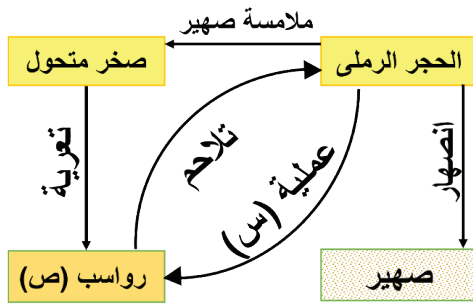 ملامسة صهير
الحجر الرملى
صخر متحول
انصهار
تلاحم
عملية (س)
تعرية
صهير
رواسب (ص)